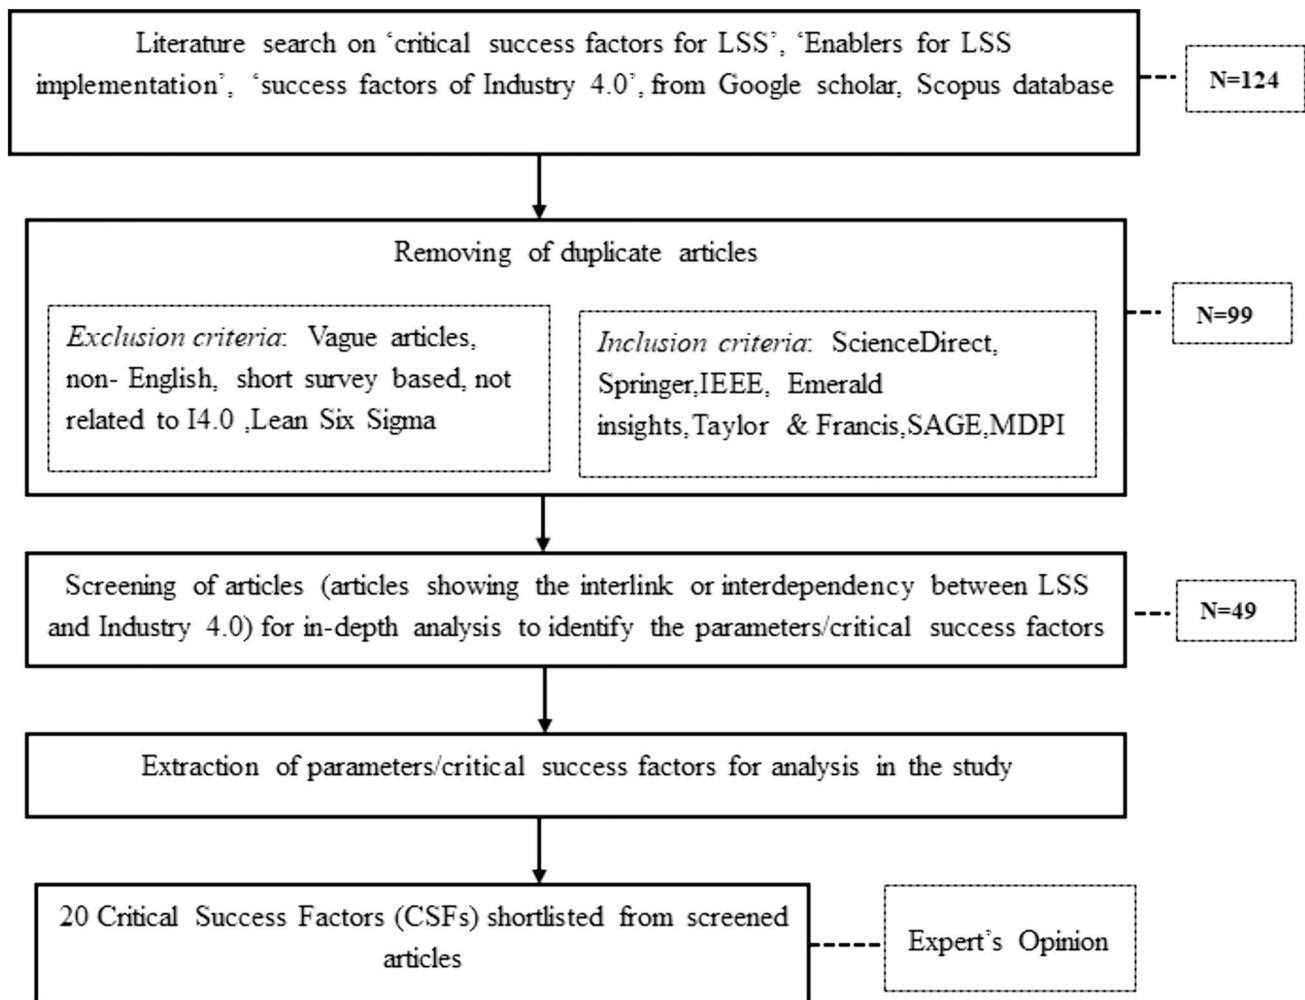 Literature search on ‘critical success factors for LSS’, ‘Enablers for LSS
implementation’, ‘success factors of Industry 4.0’, from Google scholar, Scopus database
N=124
Removing of duplicate articles
Exclusion criteria: Vague articles,
non- English, short survey based, not
related to I4.0 ,Lean Six Sigma
Inclusion criteria: ScienceDirect,
Springer,IEEE, Emerald
insights,Taylor & Francis,SAGE,MDPI
N=99
Screening of articles (articles showing the interlink or interdependency between LSS
and Industry 4.0) for in-depth analysis to identify the parameters/critical success factors
N=49
Extraction of parameters/critical success factors for analysis in the study
20 Critical Success Factors (CSFs) shortlisted from screened
articles
Expert’s Opinion